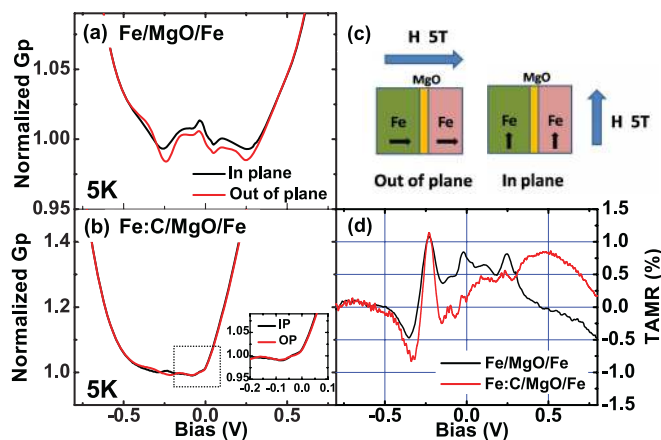 (a) Fe/MgO/Fe
Normalized Gp
1.05
1.00
0.95
5K
In plane
Out of plane
(c)
H 5T
MgO
Fe
Fe
Out of plane
MgO
Fe
Fe
In plane
H 5T
(b) Fe:C/MgO/Fe
Normalized Gp
1.4
1.2
1.0
5K
IP
OP
1.05
1.00
0.95
-0.2
-0.1
0.0
0.1
-0.5
0.0
0.5
Bias (V)
(d)
1.5
1.0
0.5
0.0
-0.5
-1.0
-1.5
TAMR (%)
Fe/MgO/Fe
Fe:C/MgO/Fe
-0.5
0.0
0.5
Bias (V)